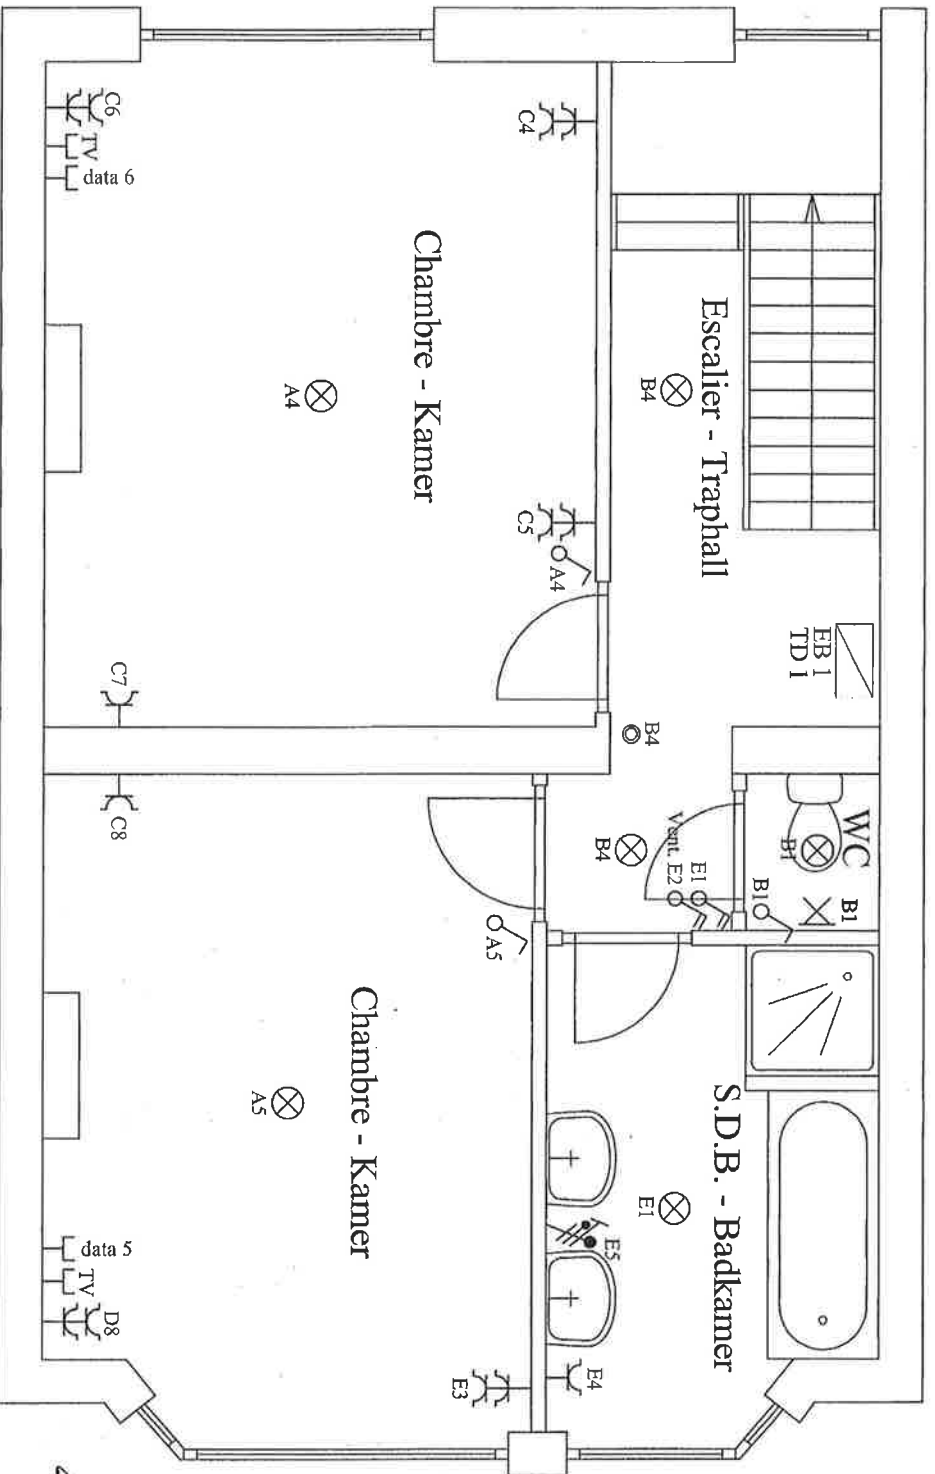 C6
TV
data 6
C4
Chambre - Kamer
A4
C5
A4
C7
Escalier - Traphall
B4
EB 1
TD 1
B4
C8
B4
Vent. E2
E1
WC
B1
B1
B1
A5
Chambre - Kamer
A5
data 5
TV
D8
E3
S.D.B. - Badkamer
E1
E5
E4